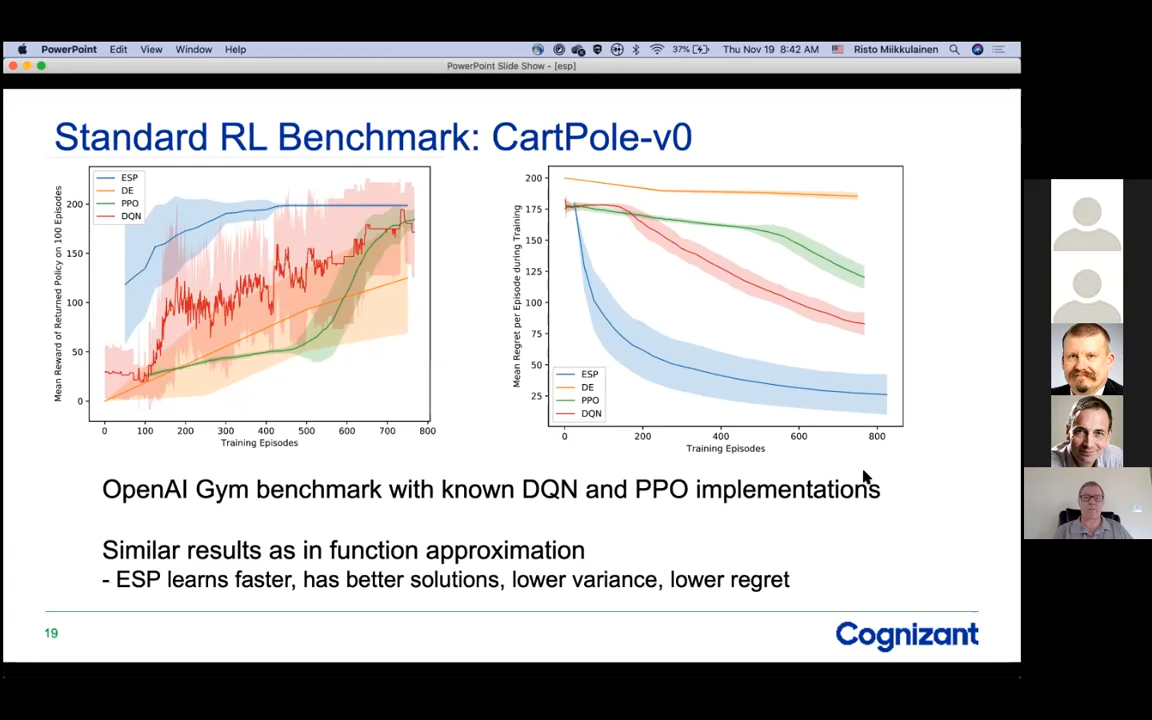 PowerPoint Edit View Window Help 37% Thu Nov 19 8:42 AM Risto Miikkulainen
PowerPoint Slide Show - [esp]
Standard RL Benchmark: CartPole-v0
Mean Reward of Returned Policy on 100 Episodes
ESP
DE
PPO
DQN
200
150
100
50
0
0 100 200 300 400 500 600 700 800
Training Episodes
Mean Regret per Episode during Training
200
175
150
125
100
75
50
25
ESP
DE
PPO
DQN
0 200 400 600 800
Training Episodes
OpenAI Gym benchmark with known DQN and PPO implementations
Similar results as in function approximation
- ESP learns faster, has better solutions, lower variance, lower regret
19
Cognizant